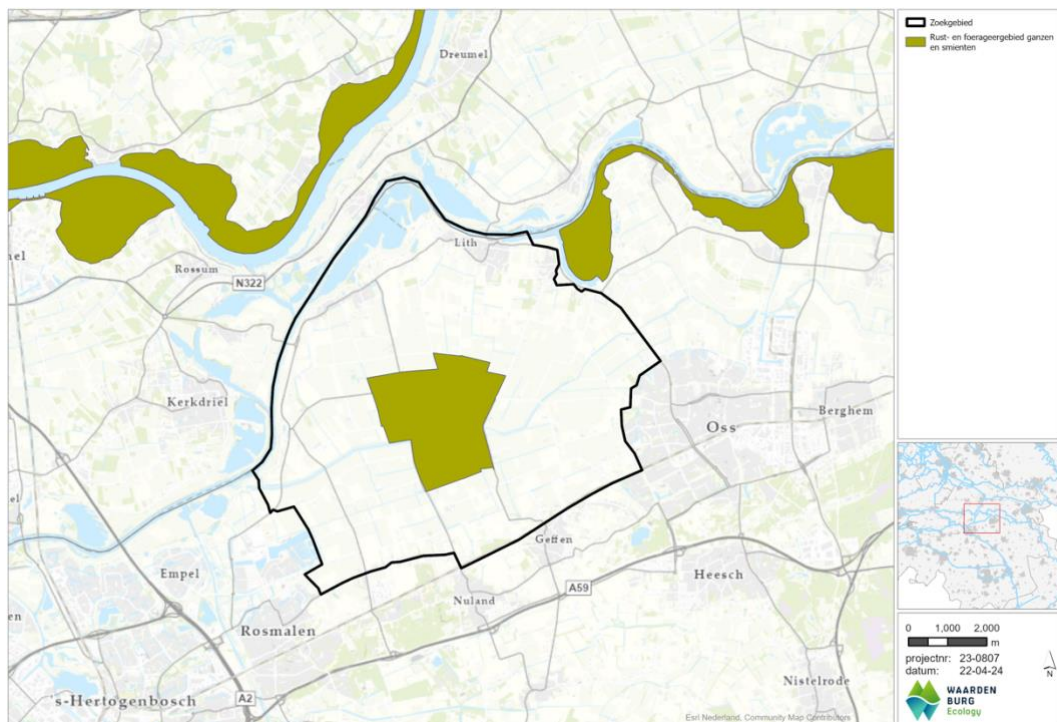 Dreumel
Lith
Rossum
N322
Kerkdriel
Oss
Berghem
Geffen
Empel
Heesch
A59
Nuland
Rosmalen
Nistelrode
's-Hertogenbosch
A2
Esri Nederland, Community Map Contributors
Zoekgebied
Rust- en foerageergebied ganzen
en smienten
0 1,000 2,000
m
projectnr: 23-0807
datum: 22-04-24
N
WAARDEN
BURG
Ecology